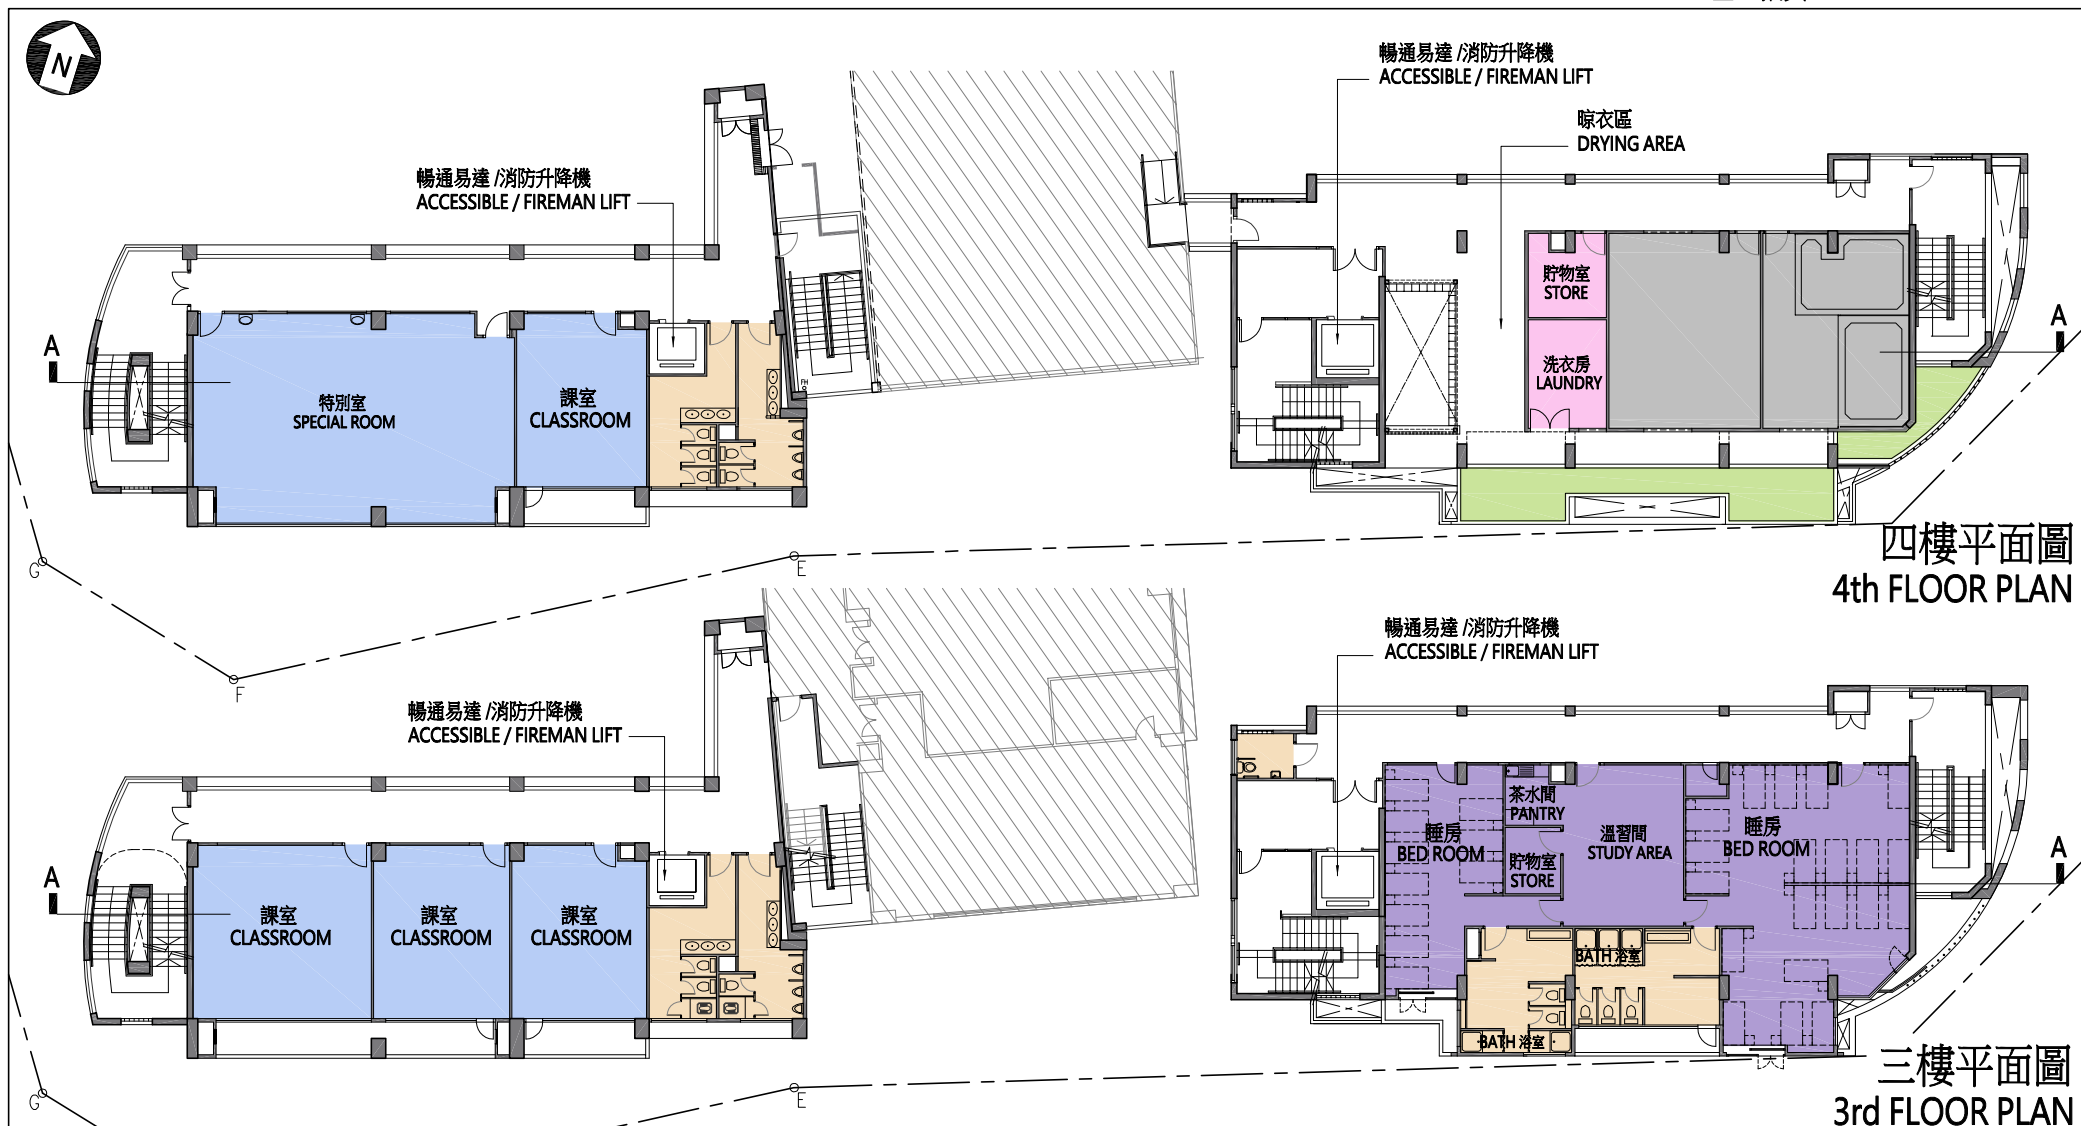 N
暢通易達 /消防升降機
ACCESSIBLE / FIREMAN LIFT
晾衣區
DRYING AREA
暢通易達 /消防升降機
ACCESSIBLE / FIREMAN LIFT
貯物室
STORE
洗衣房
LAUNDRY
A
A
特別室
SPECIAL ROOM
課室
CLASSROOM
FH
四樓平面圖
4th FLOOR PLAN
G
E
F
暢通易達 /消防升降機
ACCESSIBLE / FIREMAN LIFT
暢通易達 /消防升降機
ACCESSIBLE / FIREMAN LIFT
茶水間
PANTRY
睡房
BED ROOM
溫習間
STUDY AREA
睡房
BED ROOM
貯物室
STORE
A
A
課室
CLASSROOM
課室
CLASSROOM
課室
CLASSROOM
BATH 浴室
BATH 浴室
三樓平面圖
3rd FLOOR PLAN
G
E